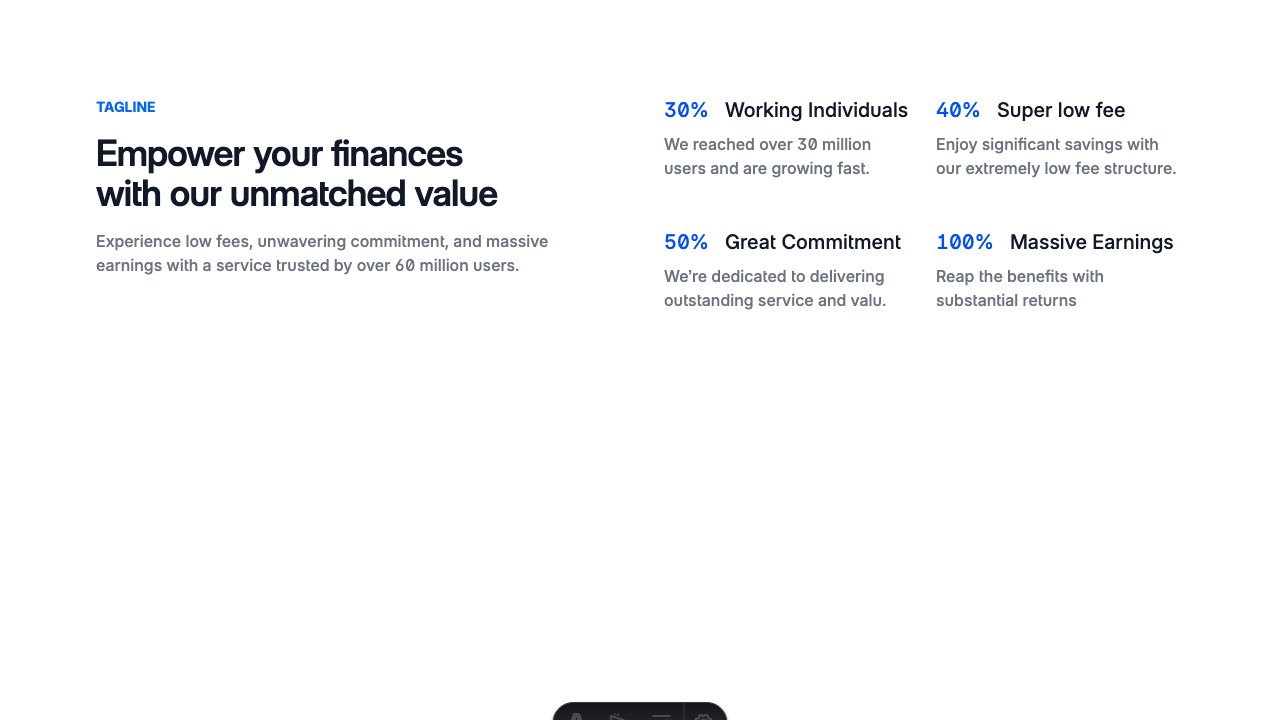 TAGLINE
Empower your finances
with our unmatched value
Experience low fees, unwavering commitment, and massive
earnings with a service trusted by over 60 million users.
30% Working Individuals
We reached over 30 million
users and are growing fast.
40% Super low fee
Enjoy significant savings with
our extremely low fee structure.
50% Great Commitment
We’re dedicated to delivering
outstanding service and valu.
100% Massive Earnings
Reap the benefits with
substantial returns